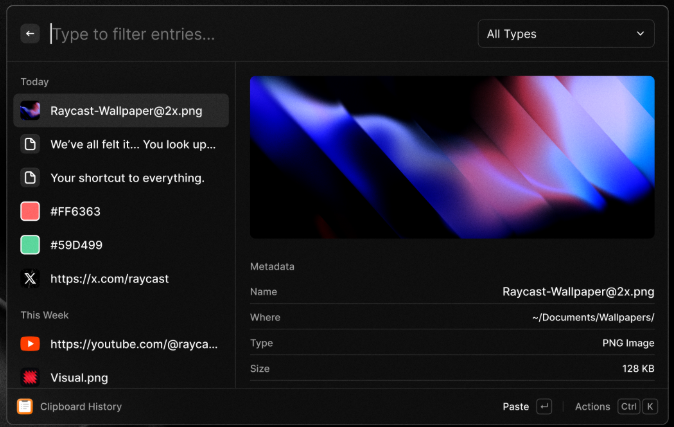 Type to filter entries...
All Types
Today
Raycast-Wallpaper@2x.png
We've all felt it... You look up...
Your shortcut to everything.
#FF6363
#59D499
https://x.com/raycast
This Week
https://youtube.com/@rayca...
Visual.png
Metadata
Name Raycast-Wallpaper@2x.png
Where ~/Documents/Wallpapers/
Type PNG Image
Size 128 KB
Clipboard History
Paste
Actions Ctrl K